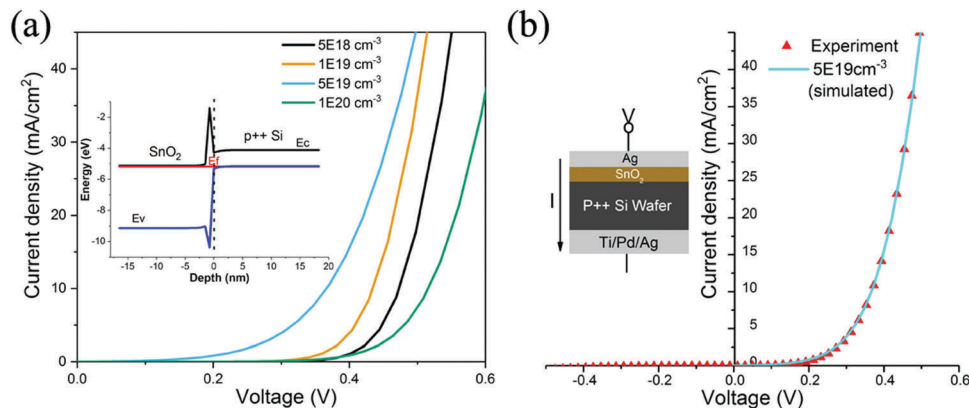 (a)
Current density (mA/cm²)
40
30
20
10
0
0.0
0.2
0.4
0.6
Voltage (V)
5E18 cm⁻³
1E19 cm⁻³
5E19 cm⁻³
1E20 cm⁻³
Energy (eV)
-2
-4
-6
-8
-10
SnO₂
p++ Si
Ec
Ef
Ev
-15
-10
-5
0
5
10
15
20
Depth (nm)
(b)
Current density (mA/cm²)
45
40
35
30
25
20
15
10
5
0
-0.4
-0.2
0.0
0.2
0.4
0.6
Voltage (V)
Experiment
5E19cm⁻³
(simulated)
V
I
Ag
SnO₂
P++ Si Wafer
Ti/Pd/Ag